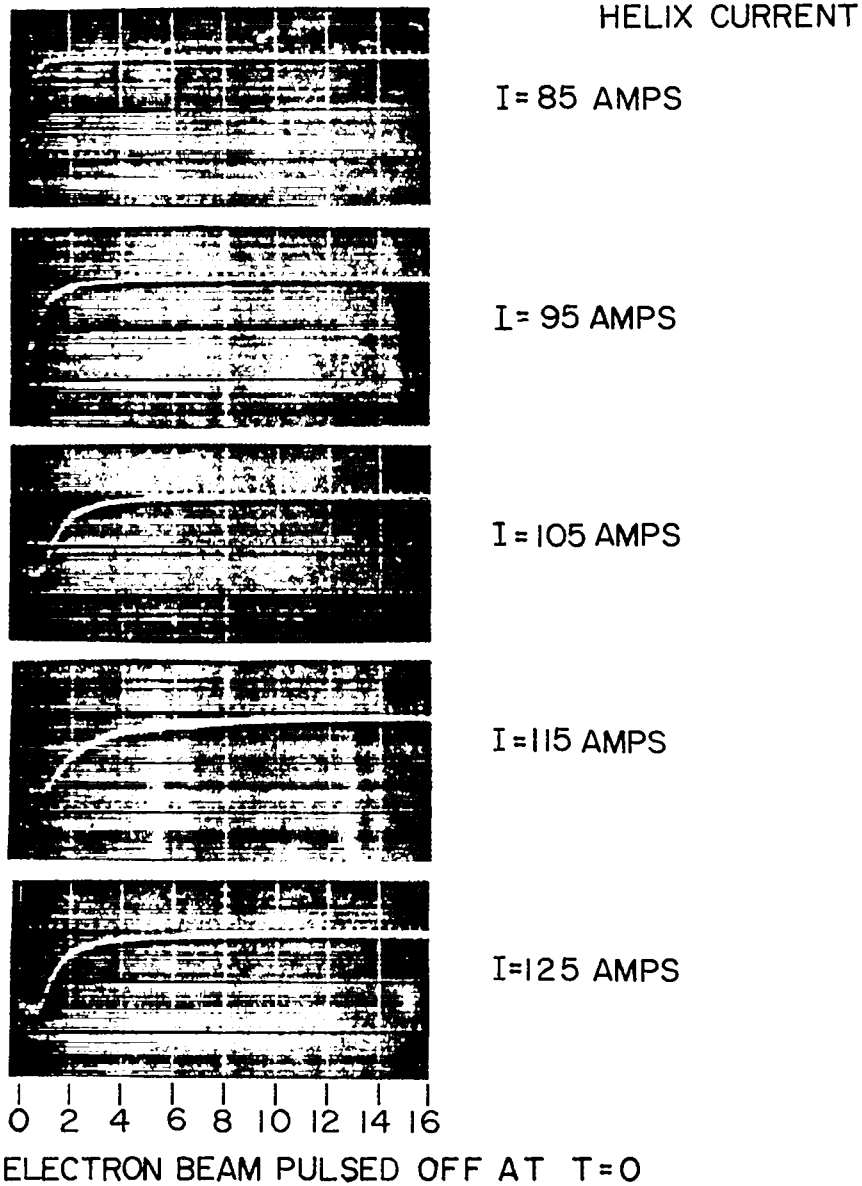 HELIX CURRENT
I = 85 AMPS
I = 95 AMPS
I = 105 AMPS
I = 115 AMPS
I = 125 AMPS
0 2 4 6 8 10 12 14 16
ELECTRON BEAM PULSED OFF AT T = 0